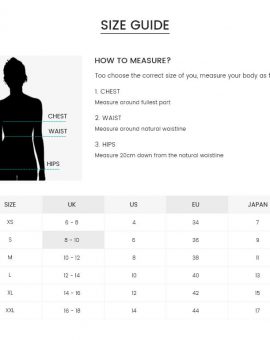 SIZE GUIDE
HOW TO MEASURE?
Too choose the correct size of you, measure your body as f
1. CHEST
Measure around fullest part
2. WAIST
Measure around natural waistline
3. HIPS
Measure 20cm down from the natural waistline
CHEST
WAIST
HIPS
SIZE UK US EU JAPAN
XS 6 - 8 4 34 7
S 8 - 10 6 36 9
M 10 - 12 8 38 11
L 12 - 14 10 40 13
XL 14 - 16 12 42 15
XXL 16 - 18 14 44 17